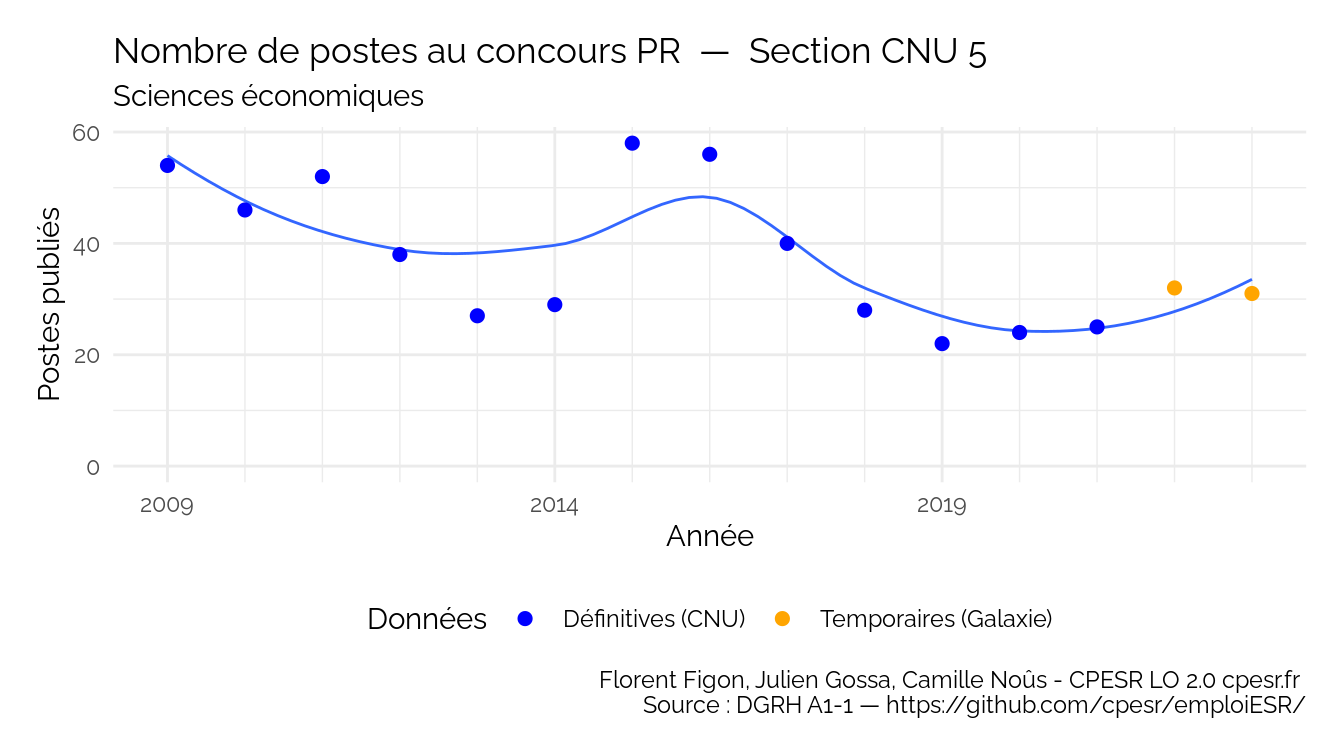 Nombre de postes au concours PR — Section CNU 5
Sciences économiques
Postes publiés
60
40
20
0
2009 2014 2019
Année
Données Définitives (CNU) Temporaires (Galaxie)
Florent Figon, Julien Gossa, Camille Noûs - CPESR LO 2.0 cpesr.fr
Source : DGRH A1-1 — https://github.com/cpesr/emploiESR/